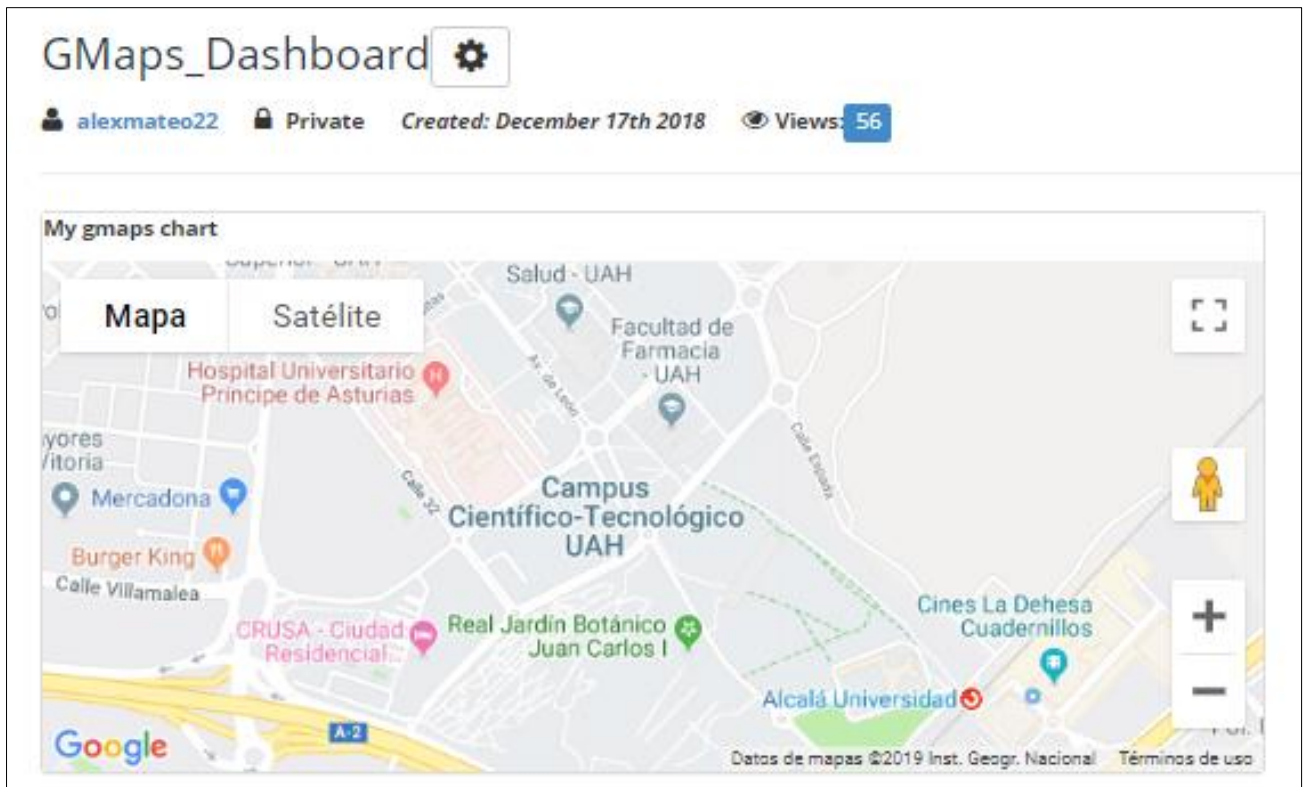 GMaps_Dashboard
alexmateo22 Private Created: December 17th 2018 Views: 56
My gmaps chart
Salud - UAH
Mapa Satélite
Facultad de
Farmacia
- UAH
Hospital Universitario
Príncipe de Asturias
Av. de León
Calle Espada
Calle 32
Mercadona
Campus
Científico-Tecnológico
UAH
Burger King
Calle Villamalea
CRUSA - Ciudad
Residencial...
Real Jardín Botánico
Juan Carlos I
Cines La Dehesa
Cuadernillos
Alcalá Universidad
A-2
Google
Datos de mapas ©2019 Inst. Geogr. Nacional Términos de uso